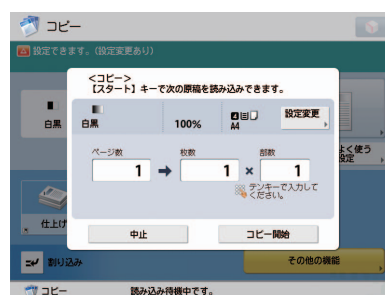 コピー
設定できます。(設定変更あり)
<コピー>
【スタート】キーで次の原稿を読み込みできます。
白黒
白黒
100%
A4
設定変更
よく使う
設定
ページ数
枚数
部数
1
1
×
1
テンキーで入力して
ください。
仕上げ
中止
コピー開始
割り込み
その他の機能
コピー
読み込み待機中です。